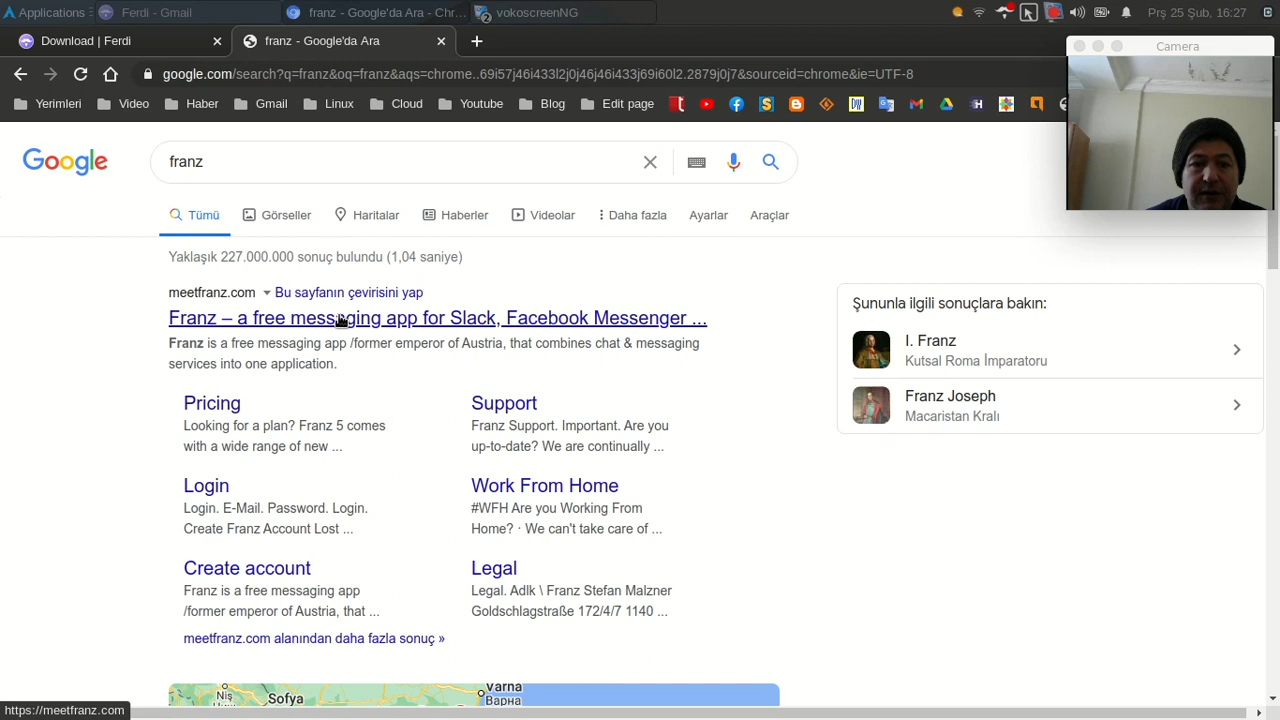 Applications
Ferdi - Gmail
franz - Google'da Ara - Chr...
2
vokoscreenNG
Prş 25 Şub, 16:27
Download | Ferdi
franz - Google'da Ara
Camera
google.com/search?q=franz&oq=franz&aqs=chrome..69i57j46i433l2j0j46j46i433j69i60l2.2879j0j7&sourceid=chrome&ie=UTF-8
Yerimleri
Video
Haber
Gmail
Linux
Cloud
Youtube
Blog
Edit page
Google
franz
Tümü
Görseller
Haritalar
Haberler
Videolar
Daha fazla
Ayarlar
Araçlar
Yaklaşık 227.000.000 sonuç bulundu (1,04 saniye)
meetfranz.com
Bu sayfanın çevirisini yap
Franz – a free messaging app for Slack, Facebook Messenger ...
Franz is a free messaging app /former emperor of Austria, that combines chat & messaging
services into one application.
Pricing
Looking for a plan? Franz 5 comes
with a wide range of new ...
Support
Franz Support. Important. Are you
up-to-date? We are continually ...
Login
Login. E-Mail. Password. Login.
Create Franz Account Lost ...
Work From Home
#WFH Are you Working From
Home? · We can't take care of ...
Create account
Franz is a free messaging app
/former emperor of Austria, that ...
Legal
Legal. Adlk \ Franz Stefan Malzner
Goldschlagstraße 172/4/7 1140 ...
meetfranz.com alanından daha fazla sonuç »
Şununla ilgili sonuçlara bakın:
I. Franz
Kutsal Roma İmparatoru
Franz Joseph
Macaristan Kralı
Niş
Ниш
Sofya
Varna
Варна
https://meetfranz.com